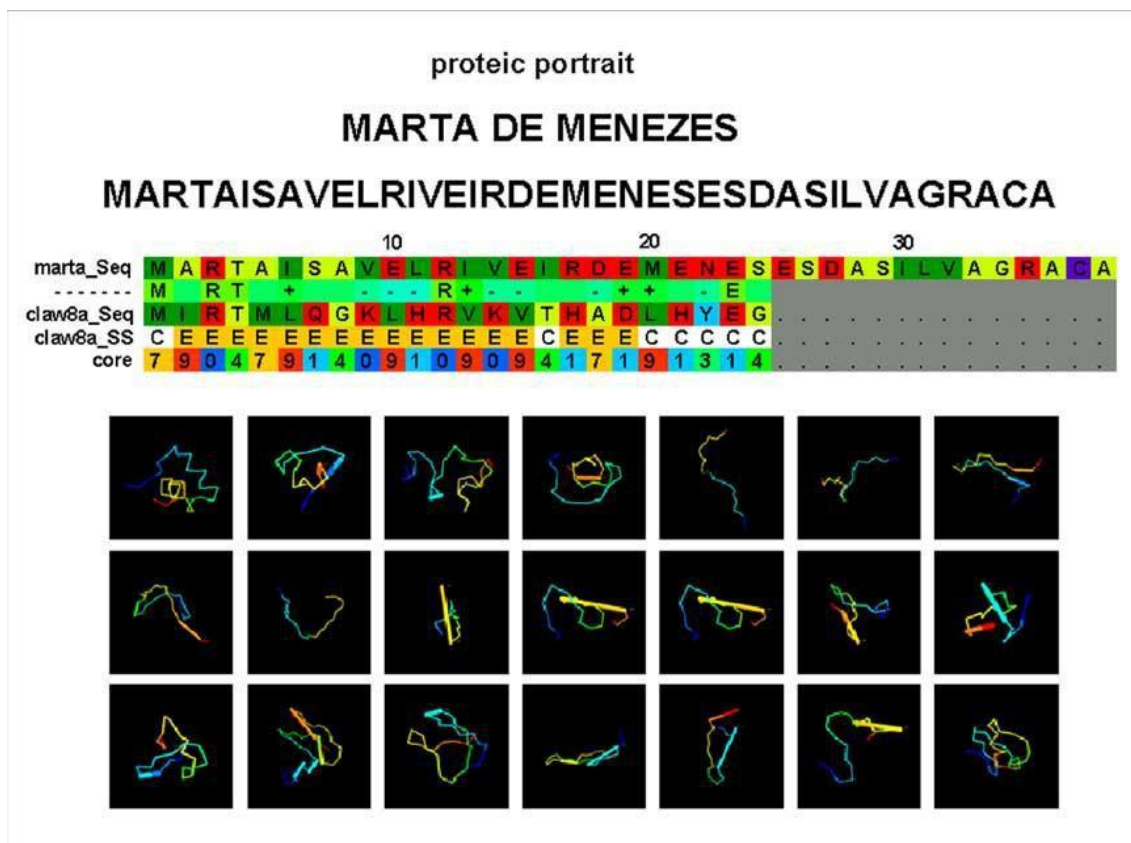 proteic portrait
MARTA DE MENEZES
MARTAISAVELRIVEIRDEMENESESDASILVAGRACA
10 20 30
marta_Seq M A R T A I S A V E L R I V E I R D E M E N E S E S D A S I L V A G R A C A
- - - - - - - M R T + - - - R + - - - + + - E
claw8a_Seq M I R T M L Q G K L H R V K V T H A D L H Y E G . . . . . . . . . . . . . .
claw8a_SS C E E E E E E E E E E E E E E C E E E C C C C C . . . . . . . . . . . . . .
core 7 9 0 4 7 9 1 4 0 9 1 0 9 0 9 4 1 7 1 9 1 3 1 4 . . . . . . . . . . . . . .